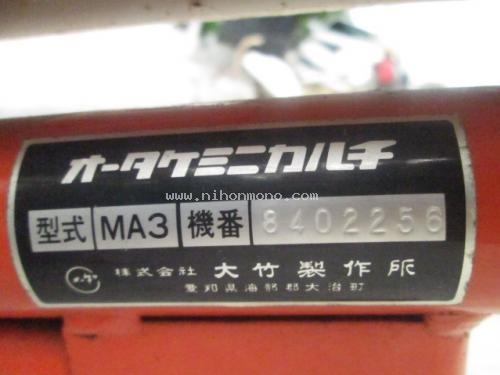 オータケミニカルチ
www.nihonmono.com
型式 MA3 機番 8402256
株式会社 大竹製作所
愛知県海部郡大治町